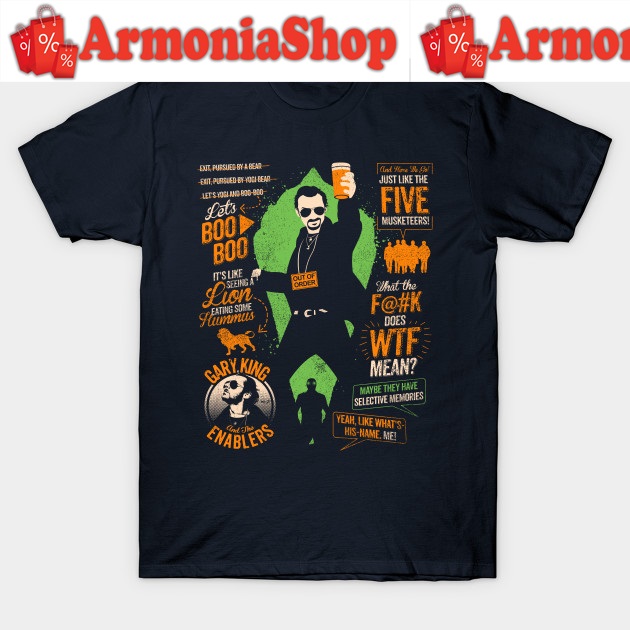 % % %
ArmoniaShop
% % %
Armon
EXIT, PURSUED BY A BEAR
EXIT, PURSUED BY YOGI BEAR
LET'S YOGI AND BOO-BOO
Let's
BOO
BOO
IT'S LIKE
SEEING A
Lion
EATING SOME
Hummus
GARY KING
And The
ENABLERS
OUT OF
ORDER
And Here We Go!
JUST LIKE THE
FIVE
MUSKETEERS!
What the
F@#K
DOES
WTF
MEAN?
MAYBE THEY HAVE
SELECTIVE MEMORIES
YEAH, LIKE WHAT'S-
HIS-NAME. ME!